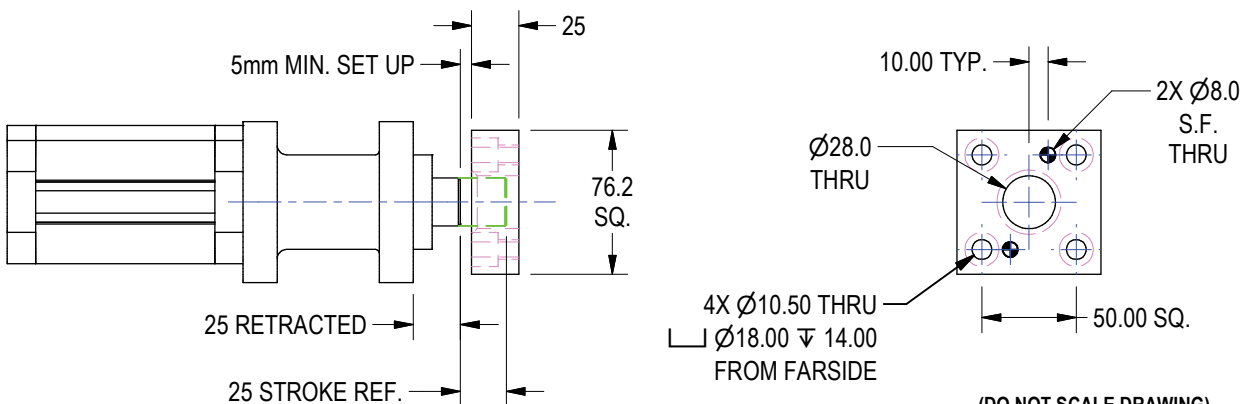 25
5mm MIN. SET UP
76.2
SQ.
25 RETRACTED
25 STROKE REF.
10.00 TYP.
2X Ø8.0
S.F.
THRU
Ø28.0
THRU
4X Ø10.50 THRU
⌴ Ø18.00 ↧ 14.00
FROM FARSIDE
50.00 SQ.
(DO NOT SCALE DRAWING)